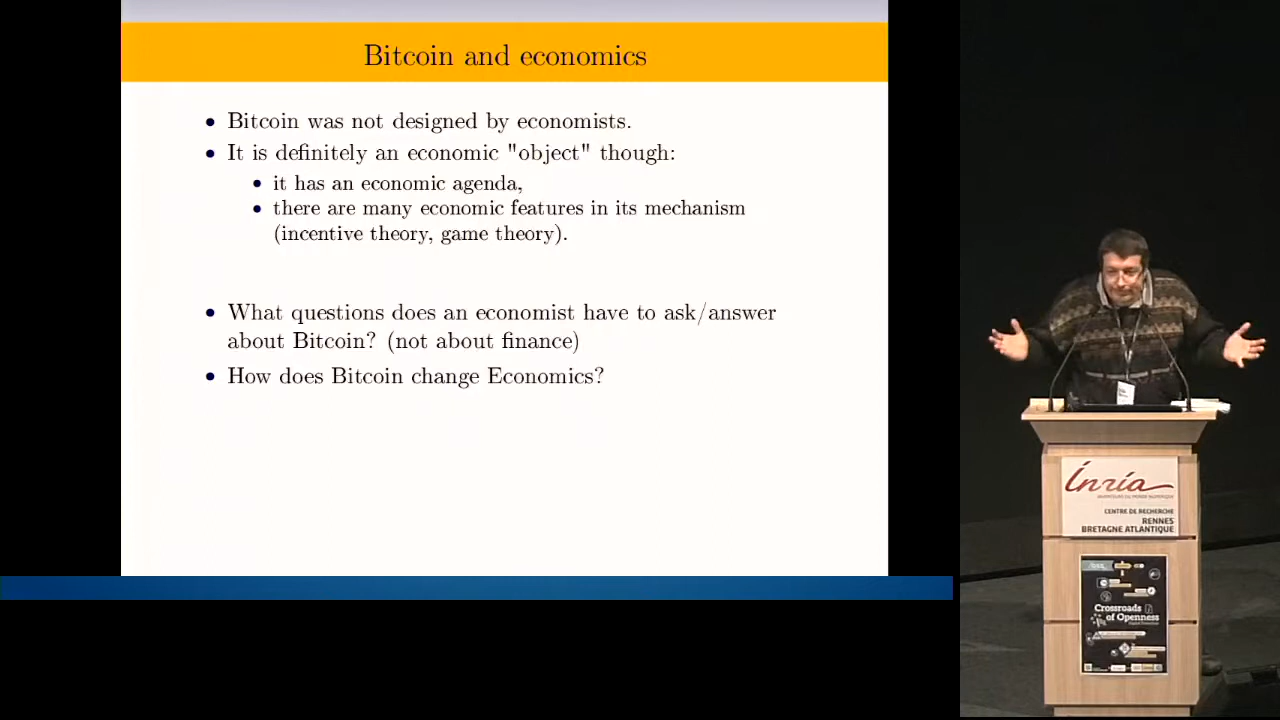 Bitcoin and economics
• Bitcoin was not designed by economists.
• It is definitely an economic "object" though:
• it has an economic agenda,
• there are many economic features in its mechanism
(incentive theory, game theory).
• What questions does an economist have to ask/answer
about Bitcoin? (not about finance)
• How does Bitcoin change Economics?
inria
CENTRE DE RECHERCHE
RENNES
BRETAGNE ATLANTIQUE
Crossroads
of Openness